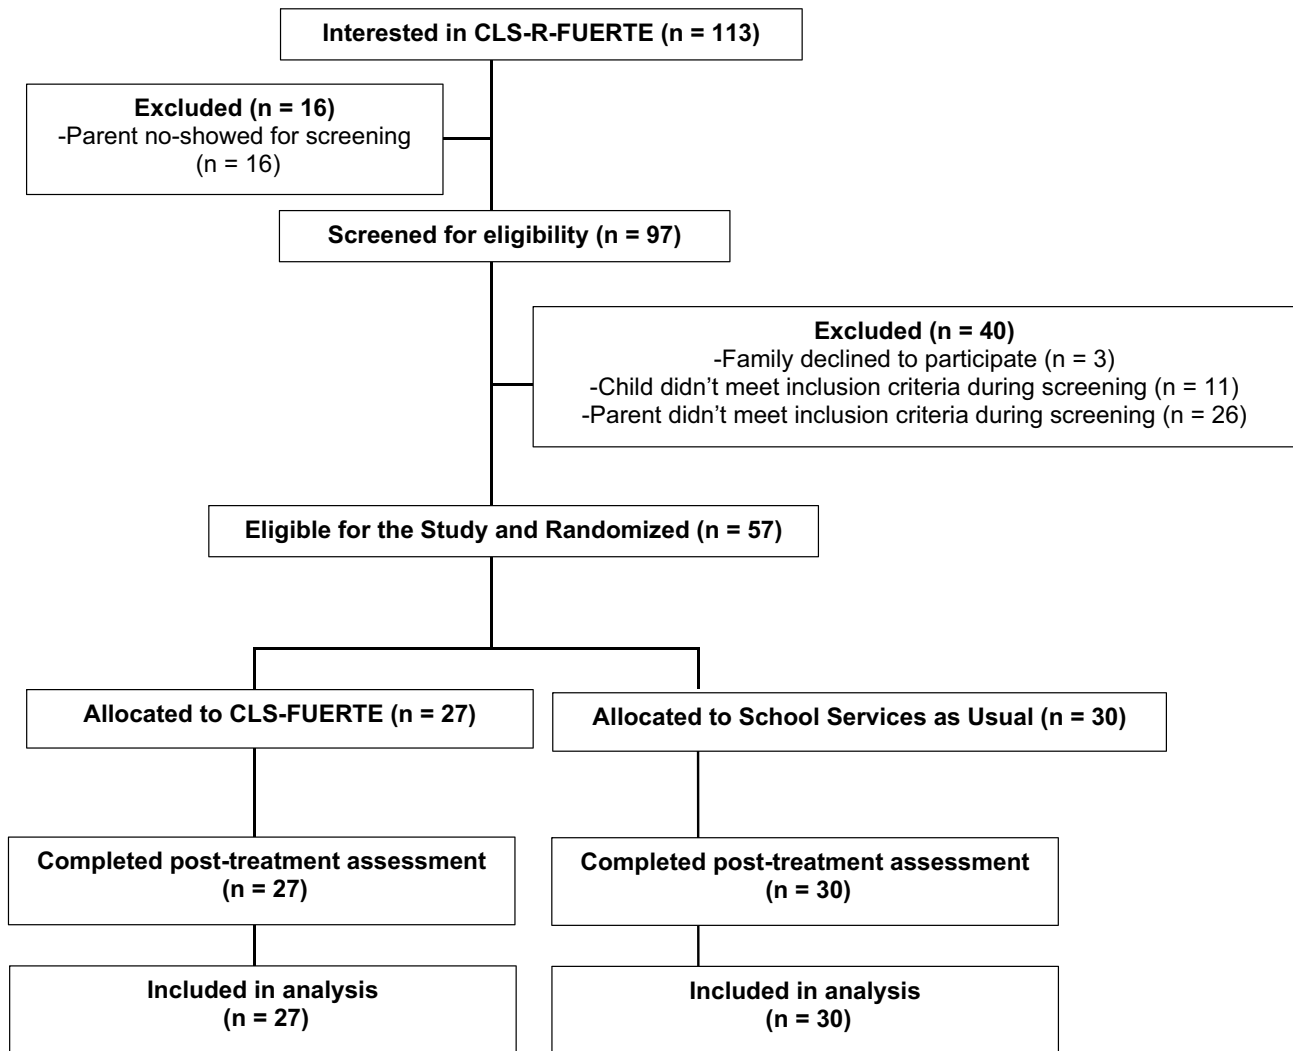 Interested in CLS-R-FUERTE (n = 113)
Excluded (n = 16)
-Parent no-showed for screening
(n = 16)
Screened for eligibility (n = 97)
Excluded (n = 40)
-Family declined to participate (n = 3)
-Child didn’t meet inclusion criteria during screening (n = 11)
-Parent didn’t meet inclusion criteria during screening (n = 26)
Eligible for the Study and Randomized (n = 57)
Allocated to CLS-FUERTE (n = 27)
Allocated to School Services as Usual (n = 30)
Completed post-treatment assessment
(n = 27)
Completed post-treatment assessment
(n = 30)
Included in analysis
(n = 27)
Included in analysis
(n = 30)